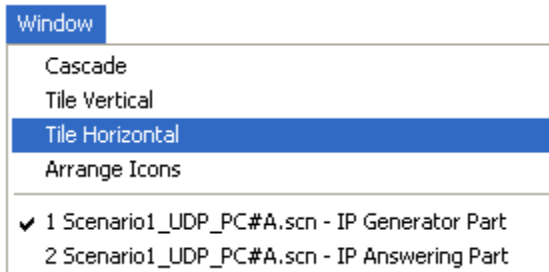 Window
Cascade
Tile Vertical
Tile Horizontal
Arrange Icons
1 Scenario1_UDP_PC#A.scn - IP Generator Part
2 Scenario1_UDP_PC#A.scn - IP Answering Part